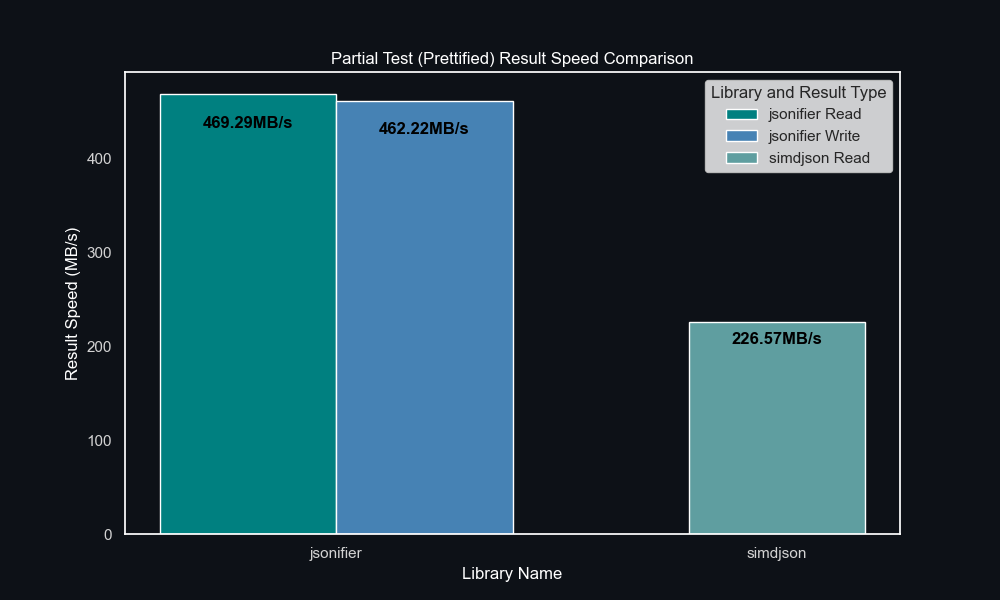 Partial Test (Prettified) Result Speed Comparison
Library and Result Type
jsonifier Read
jsonifier Write
simdjson Read
469.29MB/s
462.22MB/s
226.57MB/s
Result Speed (MB/s)
400
300
200
100
0
jsonifier
simdjson
Library Name